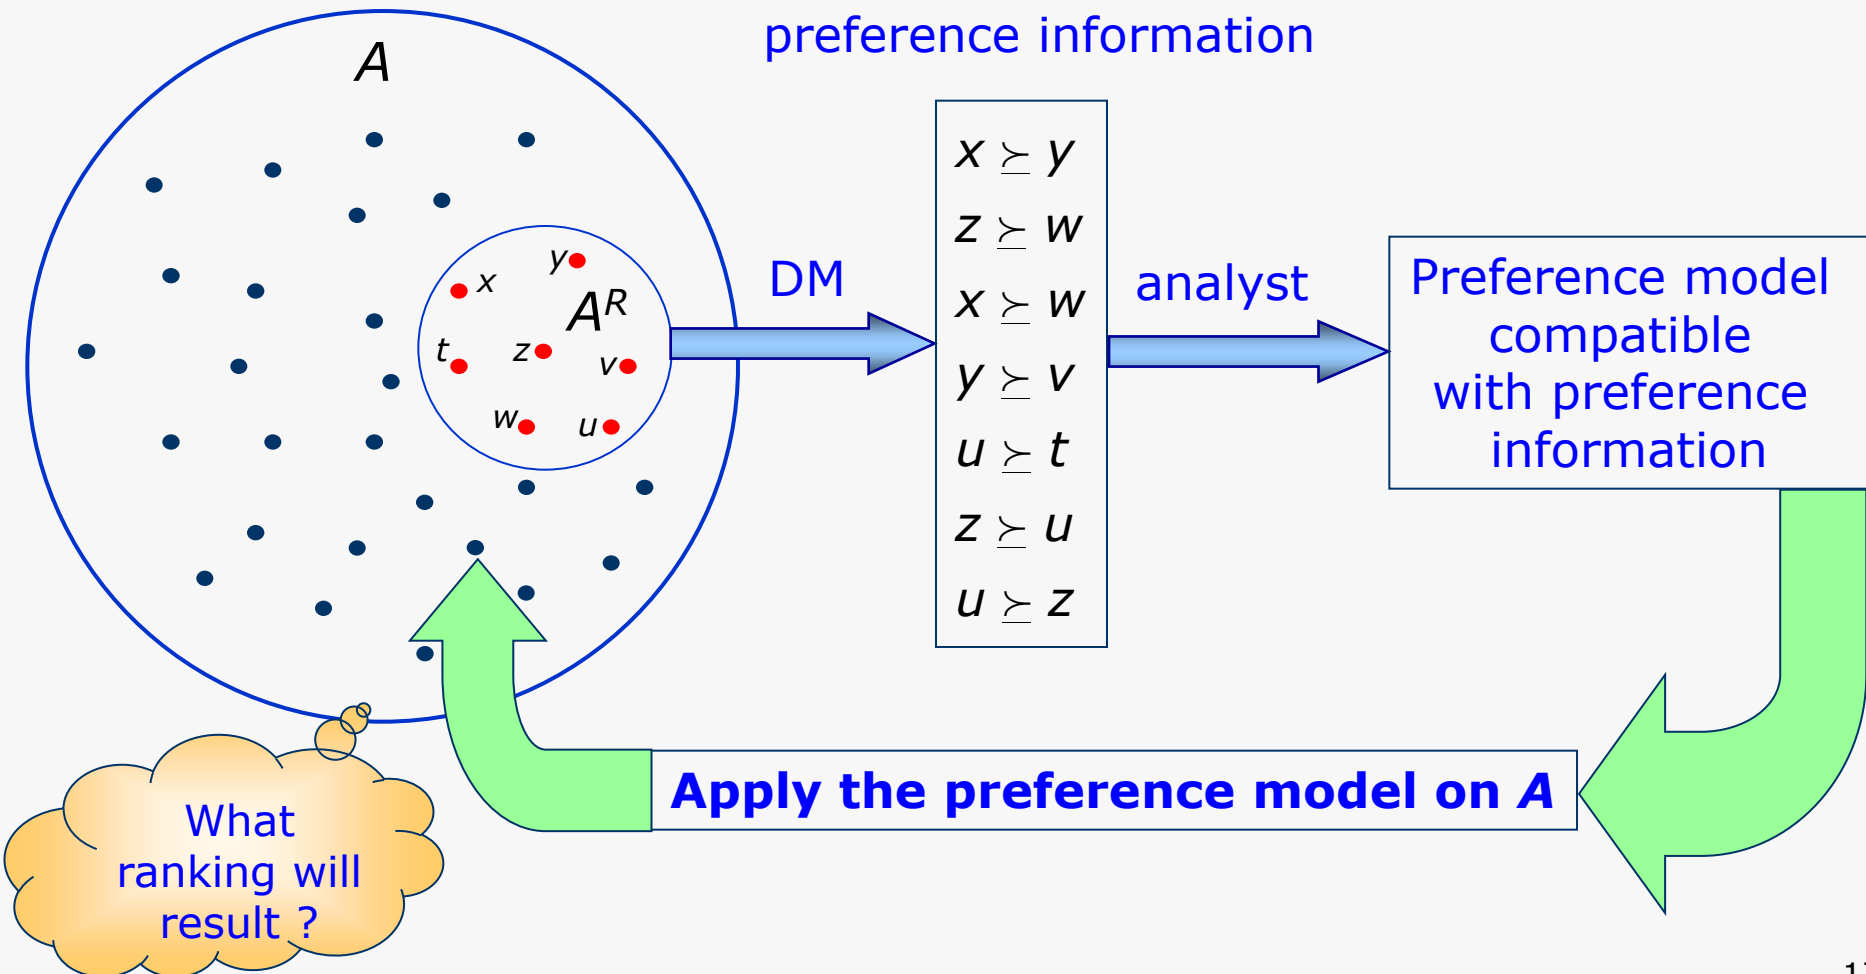 preference information
A
x
y
A^R
t
z
v
w
u
DM
x ≽ y
z ≽ w
x ≽ w
y ≽ v
u ≽ t
z ≽ u
u ≽ z
analyst
Preference model
compatible
with preference
information
Apply the preference model on A
What
ranking will
result ?